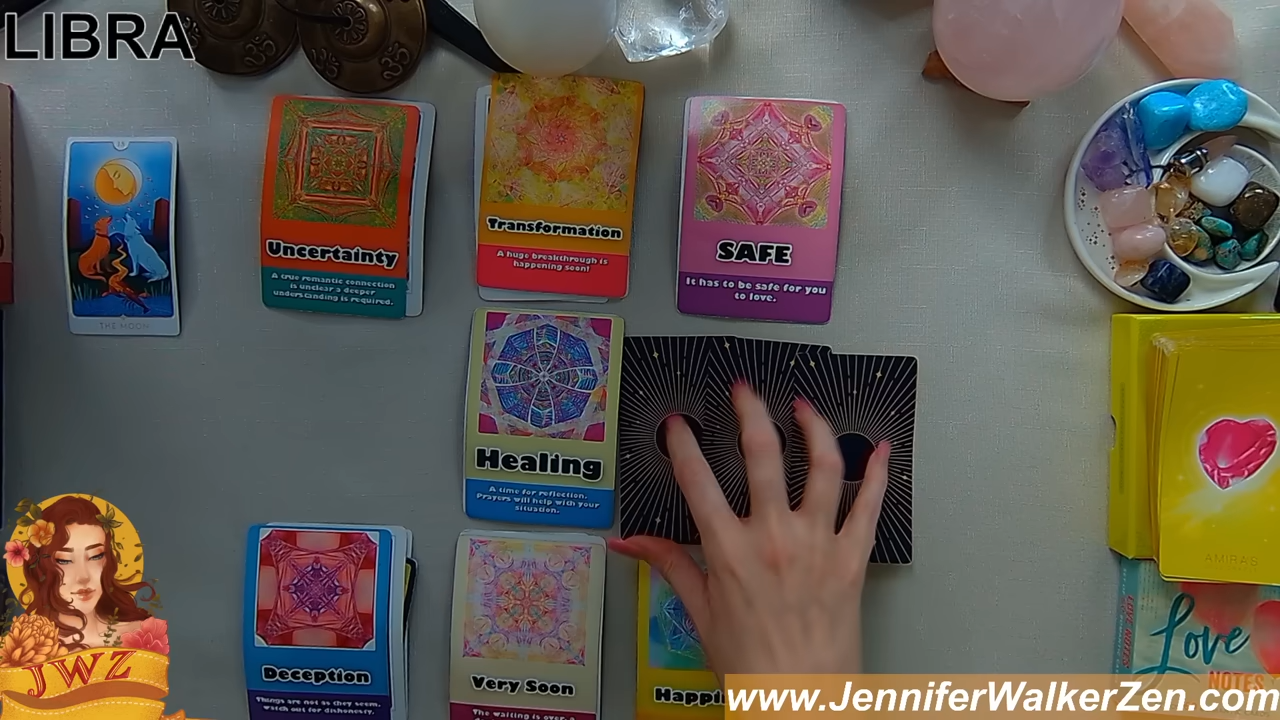 LIBRA
18
THE MOON
Uncertainty
A true romantic connection
is unclear a deeper
understanding is required.
Transformation
A huge breakthrough is
happening soon!
SAFE
It has to be safe for you
to love.
Healing
A time for reflection.
Prayers will help with your
situation.
Deception
Things are not as they seem,
watch out for dishonesty.
Very Soon
The waiting is over, a
Happi
AMIRA'S
LOVE NOTES
Love
NOTES
JWZ
www.JenniferWalkerZen.com